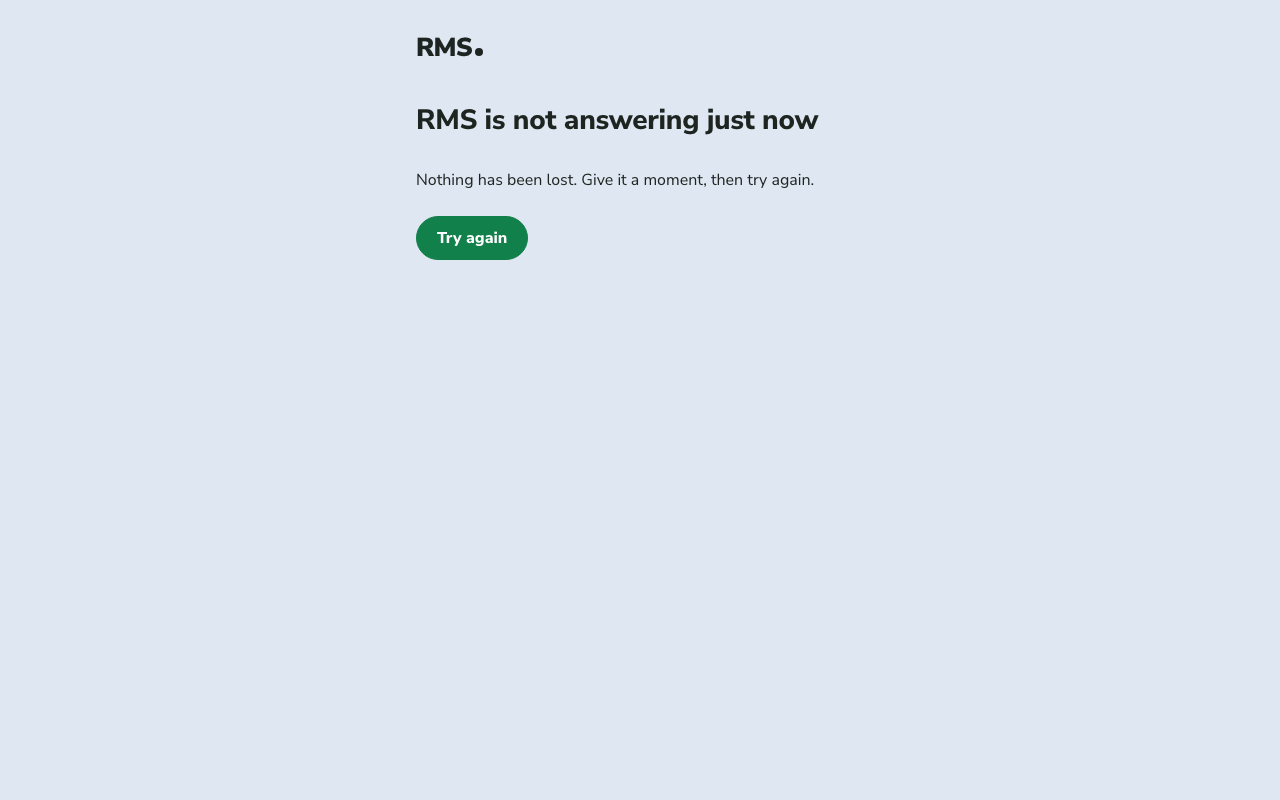 RMS.
RMS is not answering just now
Nothing has been lost. Give it a moment, then try again.
Try again